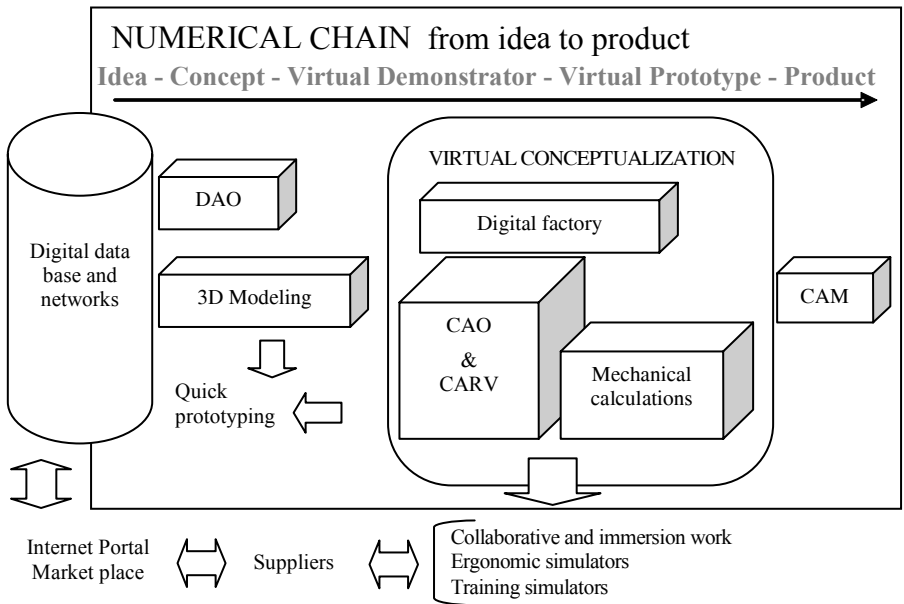 NUMERICAL CHAIN from idea to product
Idea - Concept - Virtual Demonstrator - Virtual Prototype - Product
Digital data
base and
networks
DAO
3D Modeling
Quick
prototyping
VIRTUAL CONCEPTUALIZATION
Digital factory
CAO
&
CARV
Mechanical
calculations
CAM
Internet Portal
Market place
Suppliers
Collaborative and immersion work
Ergonomic simulators
Training simulators